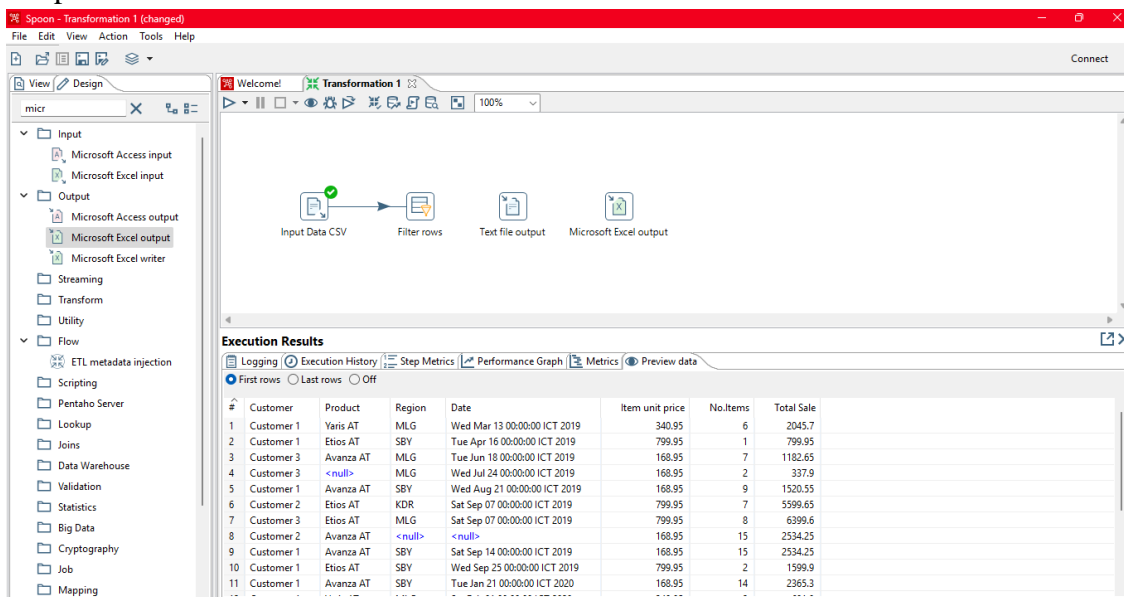 Spoon - Transformation 1 (changed)
File Edit View Action Tools Help
Connect
View Design
micr
Input
Microsoft Access input
Microsoft Excel input
Output
Microsoft Access output
Microsoft Excel output
Microsoft Excel writer
Streaming
Transform
Utility
Flow
ETL metadata injection
Scripting
Pentaho Server
Lookup
Joins
Data Warehouse
Validation
Statistics
Big Data
Cryptography
Job
Mapping
Welcome! Transformation 1
100%
Input Data CSV Filter rows Text file output Microsoft Excel output
Execution Results
Logging Execution History Step Metrics Performance Graph Metrics Preview data
First rows Last rows Off
# Customer Product Region Date Item unit price No.Items Total Sale
1 Customer 1 Yaris AT MLG Wed Mar 13 00:00:00 ICT 2019 340.95 6 2045.7
2 Customer 1 Etios AT SBY Tue Apr 16 00:00:00 ICT 2019 799.95 1 799.95
3 Customer 3 Avanza AT MLG Tue Jun 18 00:00:00 ICT 2019 168.95 7 1182.65
4 Customer 3 <null> MLG Wed Jul 24 00:00:00 ICT 2019 168.95 2 337.9
5 Customer 1 Avanza AT SBY Wed Aug 21 00:00:00 ICT 2019 168.95 9 1520.55
6 Customer 2 Etios AT KDR Sat Sep 07 00:00:00 ICT 2019 799.95 7 5599.65
7 Customer 3 Etios AT MLG Sat Sep 07 00:00:00 ICT 2019 799.95 8 6399.6
8 Customer 2 Avanza AT <null> <null> 168.95 15 2534.25
9 Customer 1 Avanza AT SBY Sat Sep 14 00:00:00 ICT 2019 168.95 15 2534.25
10 Customer 1 Etios AT SBY Wed Sep 25 00:00:00 ICT 2019 799.95 2 1599.9
11 Customer 1 Avanza AT SBY Tue Jan 21 00:00:00 ICT 2020 168.95 14 2365.3